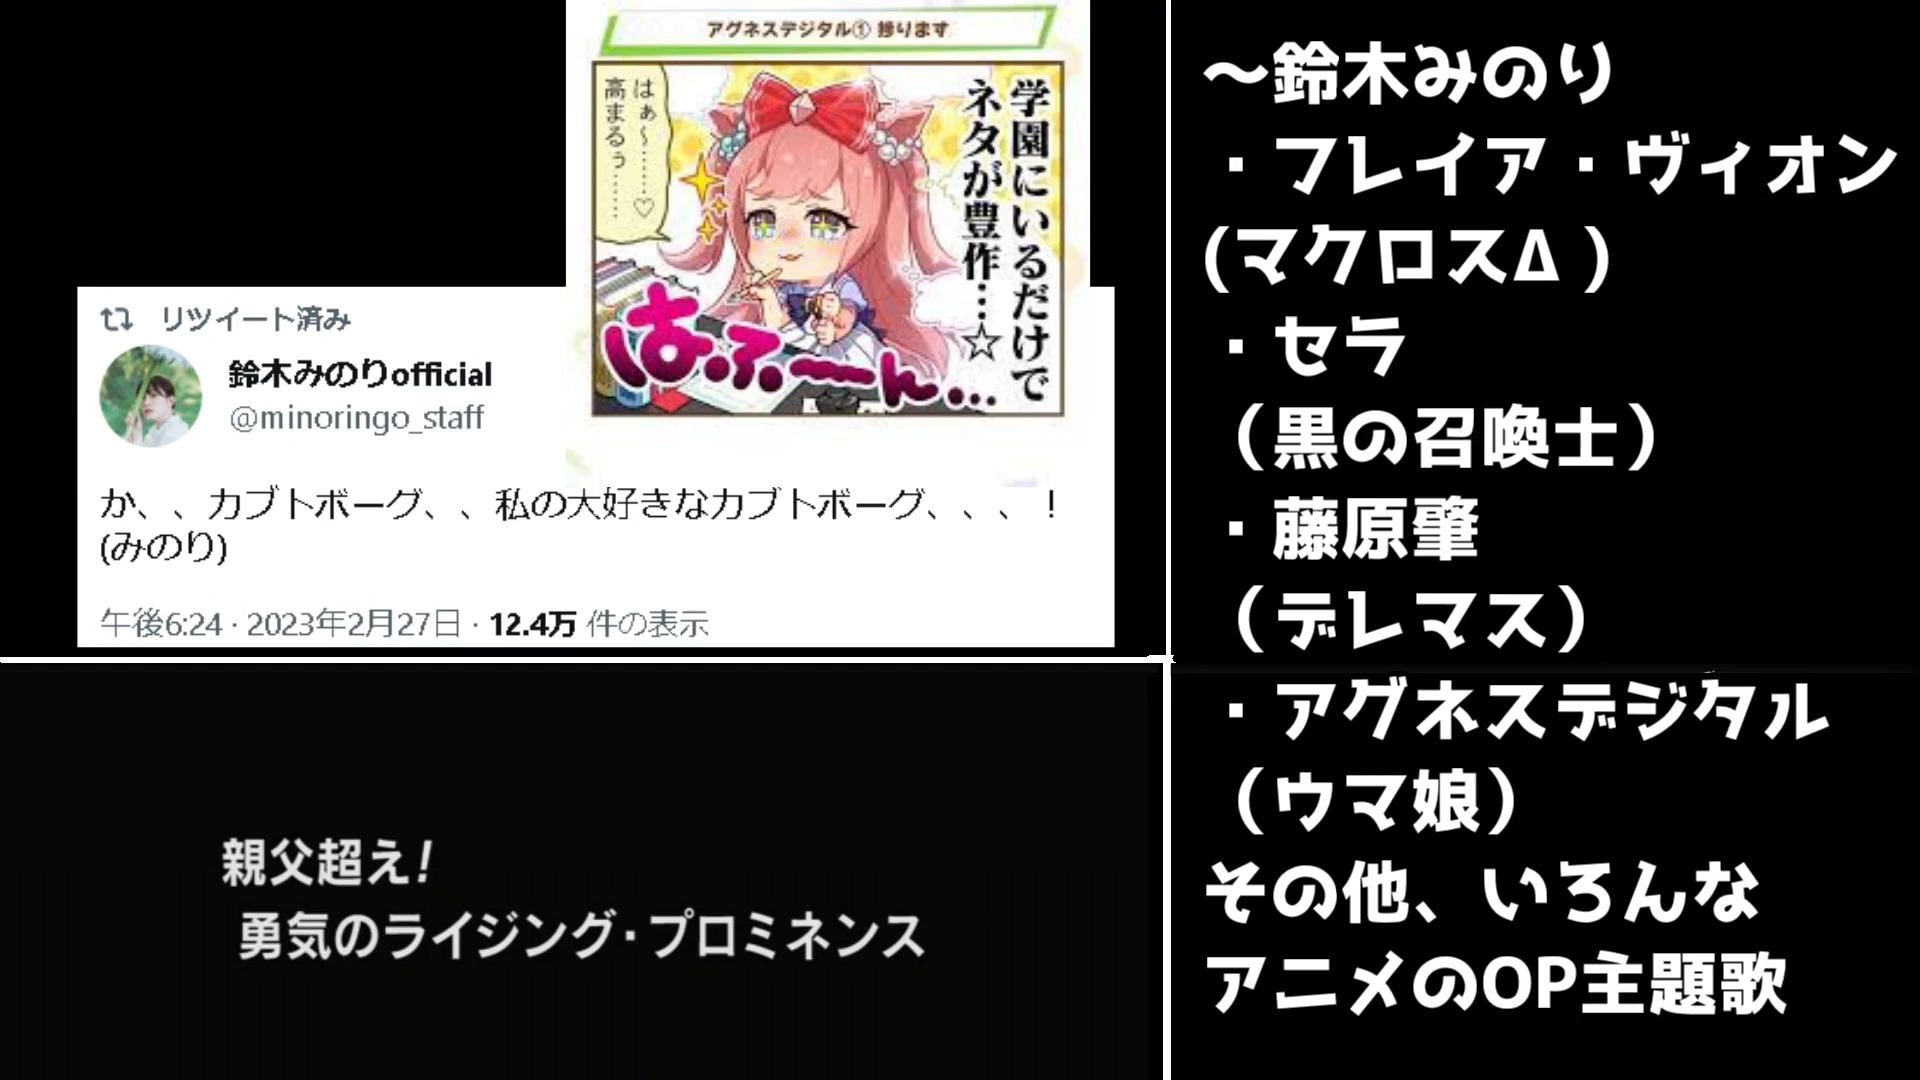 アグネスデジタル① 捗ります
学園にいるだけで
ネタが豊作…☆
はぁ～……♡
高まるぅ……
はふーん…
リツイート済み
鈴木みのりofficial
@minoringo_staff
か、、カブトボーグ、、私の大好きなカブトボーグ、、、！
(みのり)
午後6:24 · 2023年2月27日 · 12.4万 件の表示
親父超え!
勇気のライジング・プロミネンス
～鈴木みのり
・フレイア・ヴィオン
(マクロスΔ )
・セラ
（黒の召喚士）
・藤原肇
（デレマス）
・アグネスデジタル
（ウマ娘）
その他、いろんな
アニメのOP主題歌